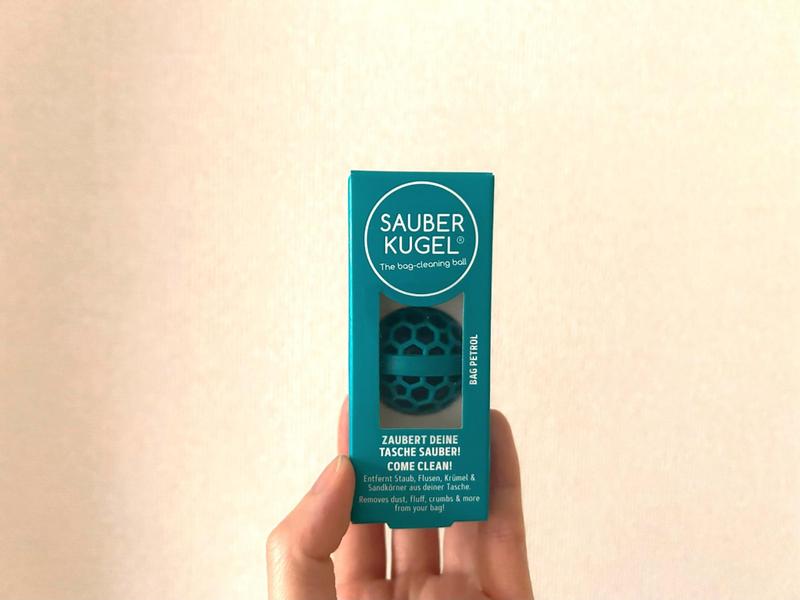 SAUBER
KUGEL®
The bag-cleaning ball
BAG PETROL
ZAUBERT DEINE
TASCHE SAUBER!
COME CLEAN!
Entfernt Staub, Flusen, Krümel &
Sandkörner aus deiner Tasche.
Removes dust, fluff, crumbs & more
from your bag!